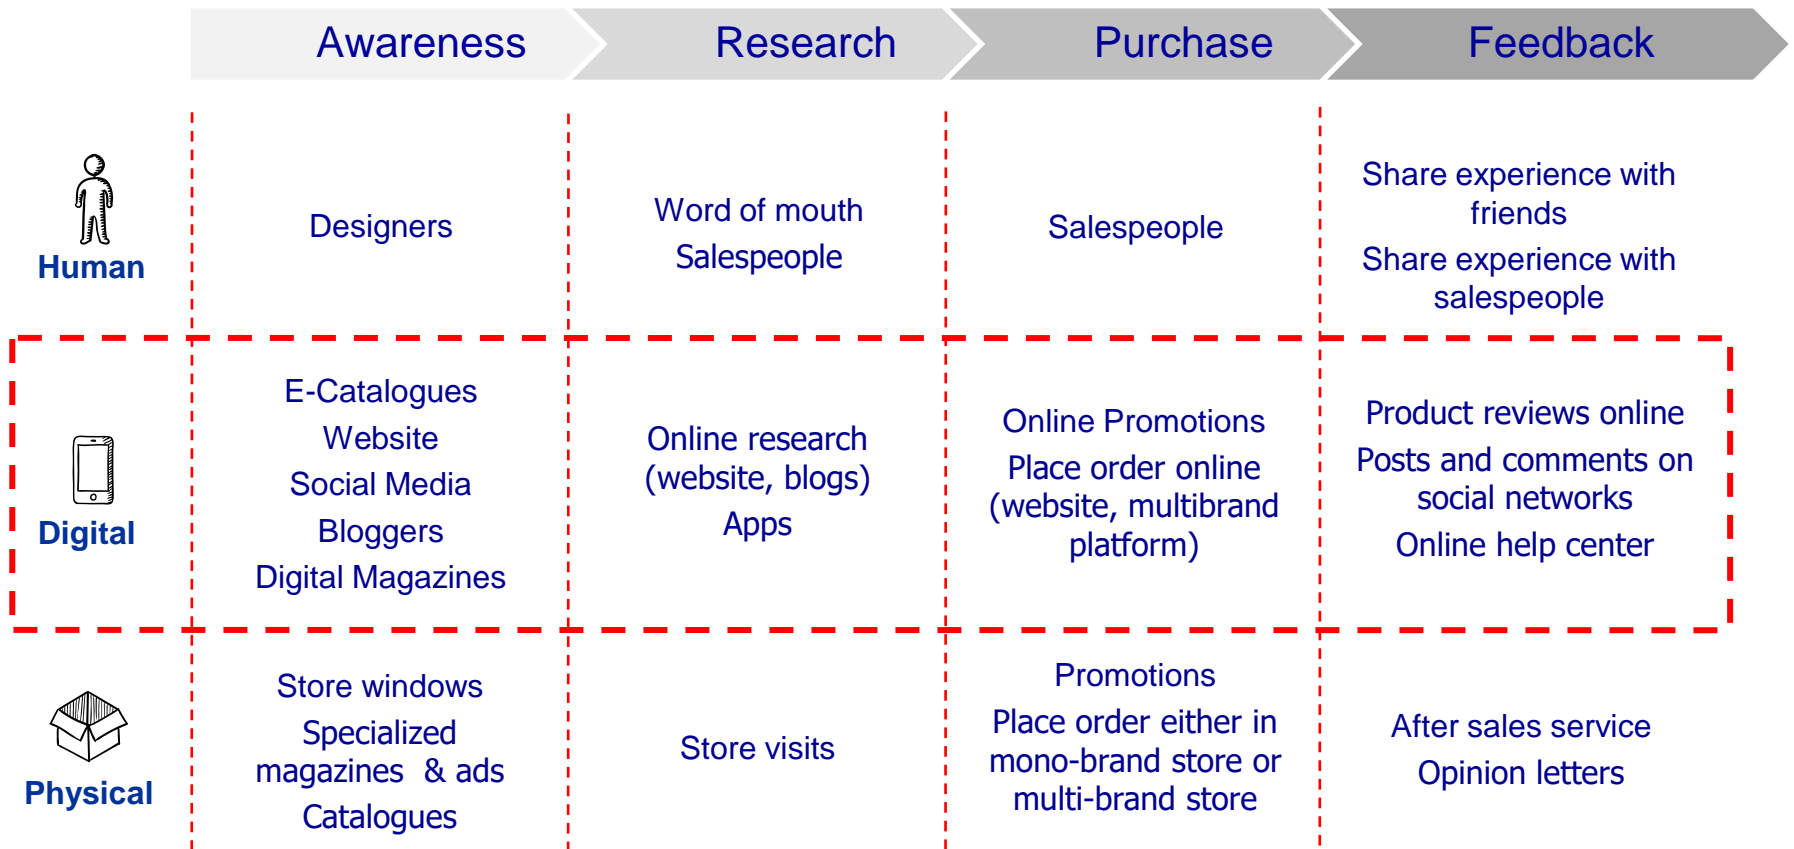 Awareness
Research
Purchase
Feedback
Human
Designers
Word of mouth
Salespeople
Salespeople
Share experience with
friends
Share experience with
salespeople
Digital
E-Catalogues
Website
Social Media
Bloggers
Digital Magazines
Online research
(website, blogs)
Apps
Online Promotions
Place order online
(website, multibrand
platform)
Product reviews online
Posts and comments on
social networks
Online help center
Physical
Store windows
Specialized
magazines & ads
Catalogues
Store visits
Promotions
Place order either in
mono-brand store or
multi-brand store
After sales service
Opinion letters